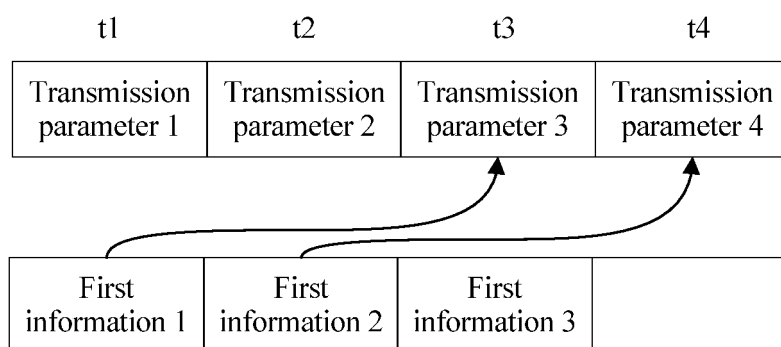 t1 t2 t3 t4
Transmission parameter 1
Transmission parameter 2
Transmission parameter 3
Transmission parameter 4
First information 1
First information 2
First information 3